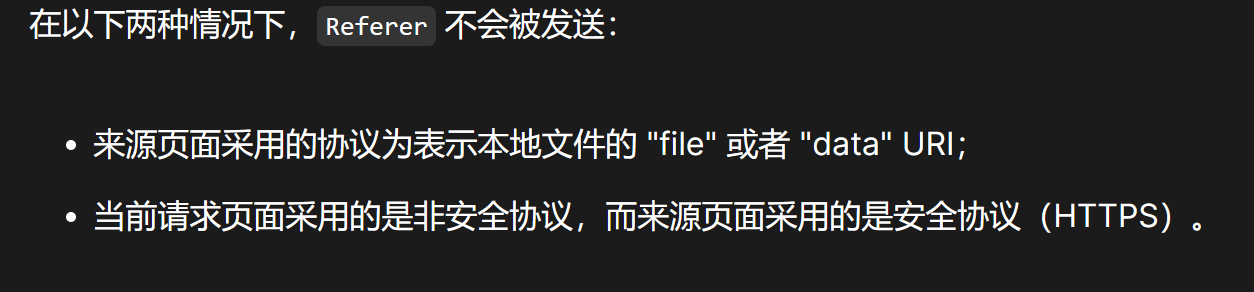 在以下两种情况下，Referer 不会被发送：
来源页面采用的协议为表示本地文件的 "file" 或者 "data" URI；
当前请求页面采用的是非安全协议，而来源页面采用的是安全协议（HTTPS）。